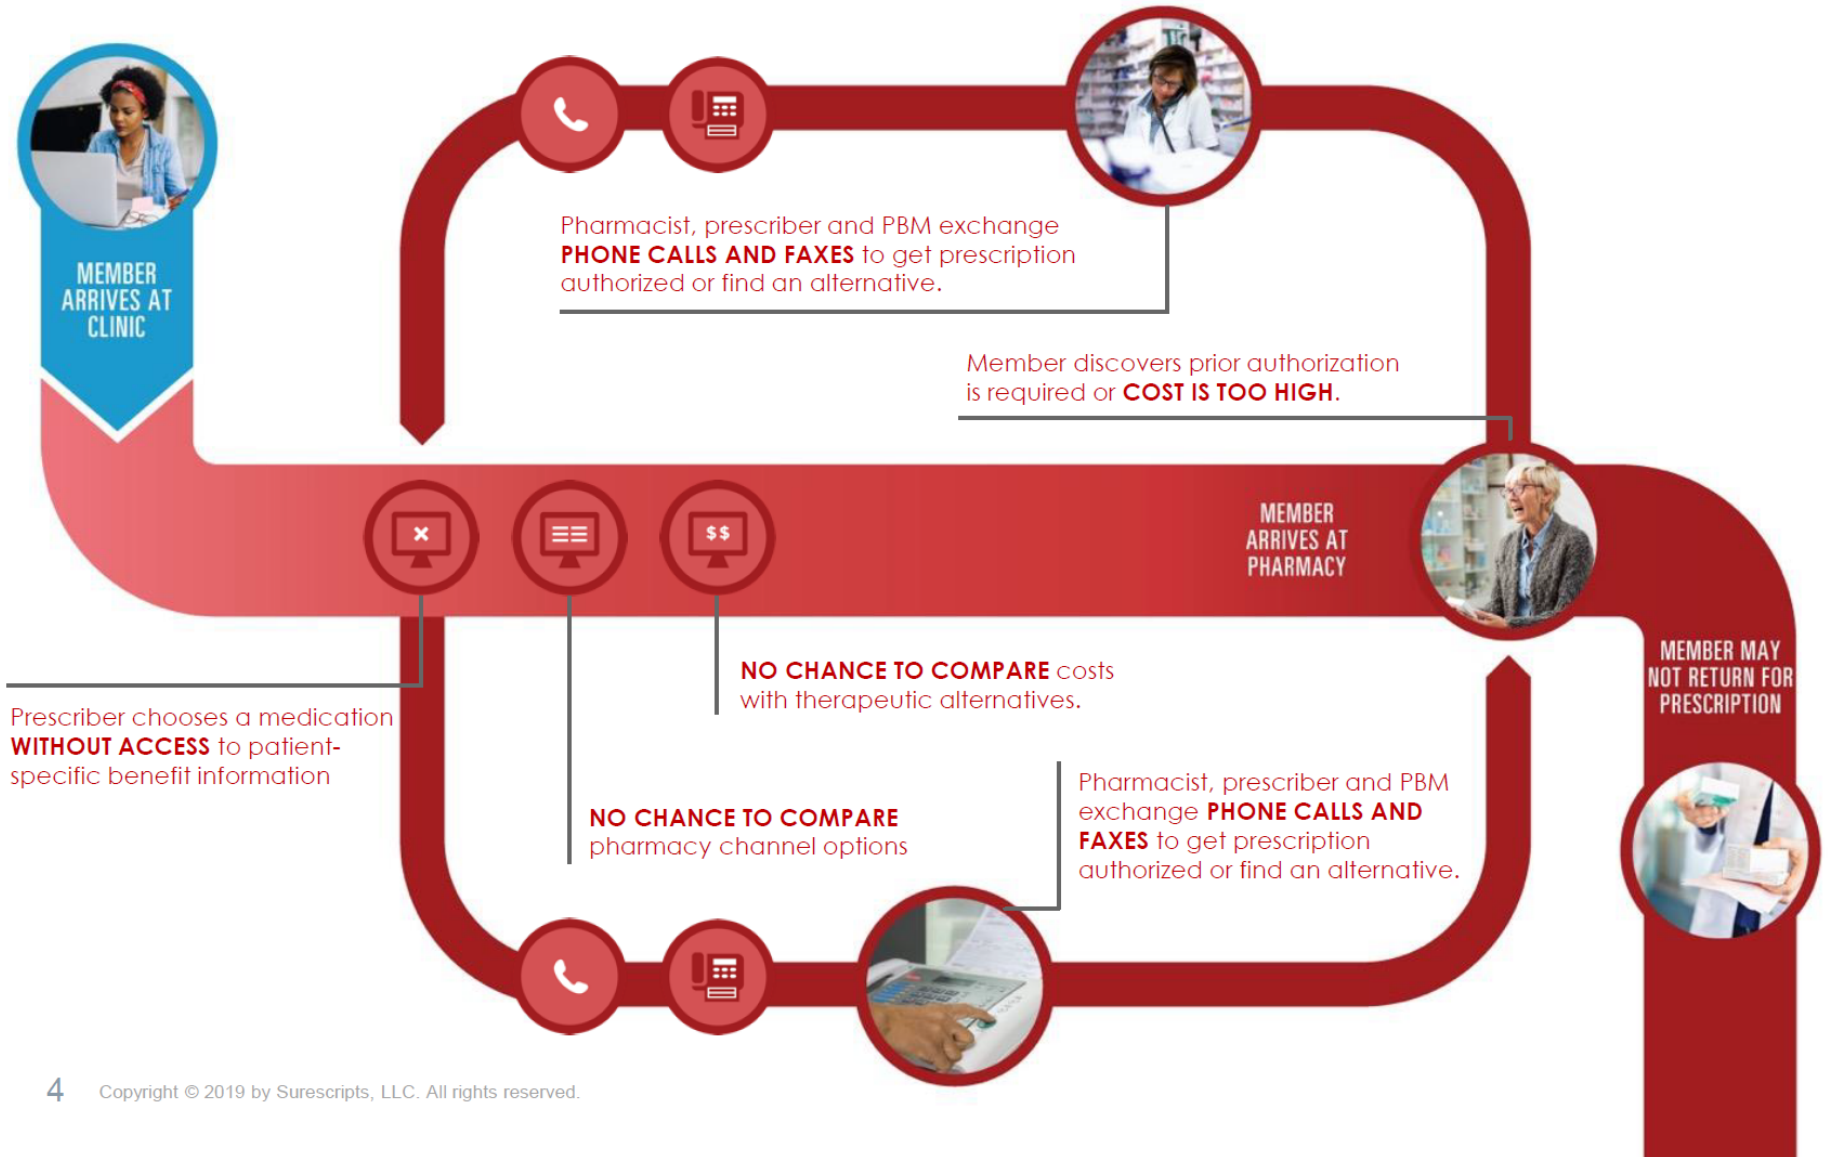 MEMBER
ARRIVES AT
CLINIC
Pharmacist, prescriber and PBM exchange
PHONE CALLS AND FAXES to get prescription
authorized or find an alternative.
Member discovers prior authorization
is required or COST IS TOO HIGH.
$$
MEMBER
ARRIVES AT
PHARMACY
MEMBER MAY
NOT RETURN FOR
PRESCRIPTION
Prescriber chooses a medication
WITHOUT ACCESS to patient-
specific benefit information
NO CHANCE TO COMPARE costs
with therapeutic alternatives.
NO CHANCE TO COMPARE
pharmacy channel options
Pharmacist, prescriber and PBM
exchange PHONE CALLS AND
FAXES to get prescription
authorized or find an alternative.
4 Copyright © 2019 by Surescripts, LLC. All rights reserved.